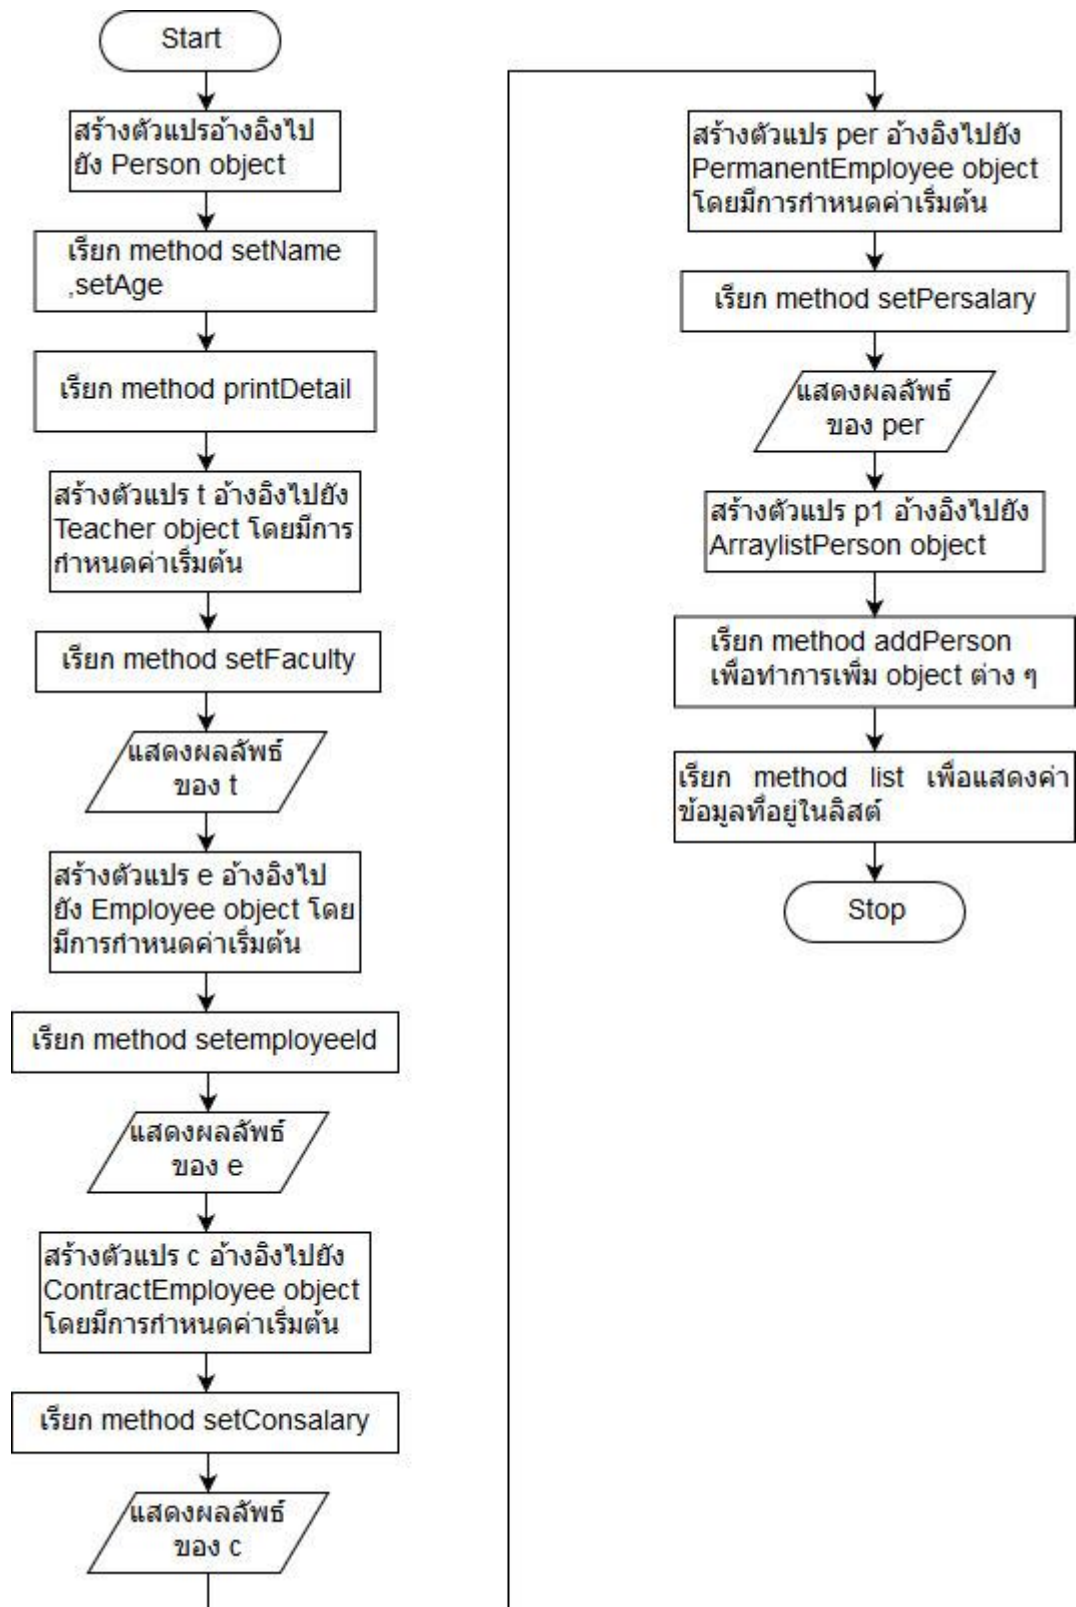 Start
สร้างตัวแปรอ้างอิงไป
ยัง Person object
เรียก method setName
,setAge
เรียก method printDetail
สร้างตัวแปร t อ้างอิงไปยัง
Teacher object โดยมีการ
กำหนดค่าเริ่มต้น
เรียก method setFaculty
แสดงผลลัพธ์
ของ t
สร้างตัวแปร e อ้างอิงไป
ยัง Employee object โดย
มีการกำหนดค่าเริ่มต้น
เรียก method setemployeeId
แสดงผลลัพธ์
ของ e
สร้างตัวแปร c อ้างอิงไปยัง
ContractEmployee object
โดยมีการกำหนดค่าเริ่มต้น
เรียก method setConsalary
แสดงผลลัพธ์
ของ c
สร้างตัวแปร per อ้างอิงไปยัง
PermanentEmployee object
โดยมีการกำหนดค่าเริ่มต้น
เรียก method setPersalary
แสดงผลลัพธ์
ของ per
สร้างตัวแปร p1 อ้างอิงไปยัง
ArraylistPerson object
เรียก method addPerson
เพื่อทำการเพิ่ม object ต่าง ๆ
เรียก method list เพื่อแสดงค่า
ข้อมูลที่อยู่ในลิสต์
Stop